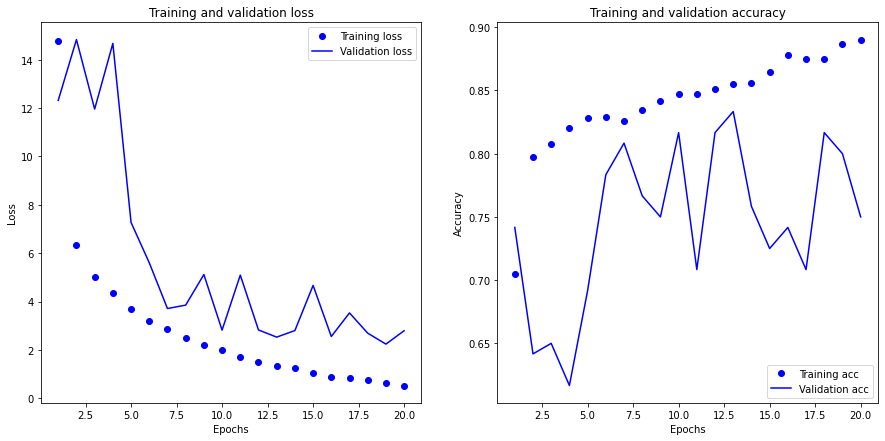 Training and validation loss
Training loss
Validation loss
14
12
10
8
6
4
2
0
Loss
2.5 5.0 7.5 10.0 12.5 15.0 17.5 20.0
Epochs
Training and validation accuracy
0.90
0.85
0.80
0.75
0.70
0.65
Accuracy
Training acc
Validation acc
2.5 5.0 7.5 10.0 12.5 15.0 17.5 20.0
Epochs